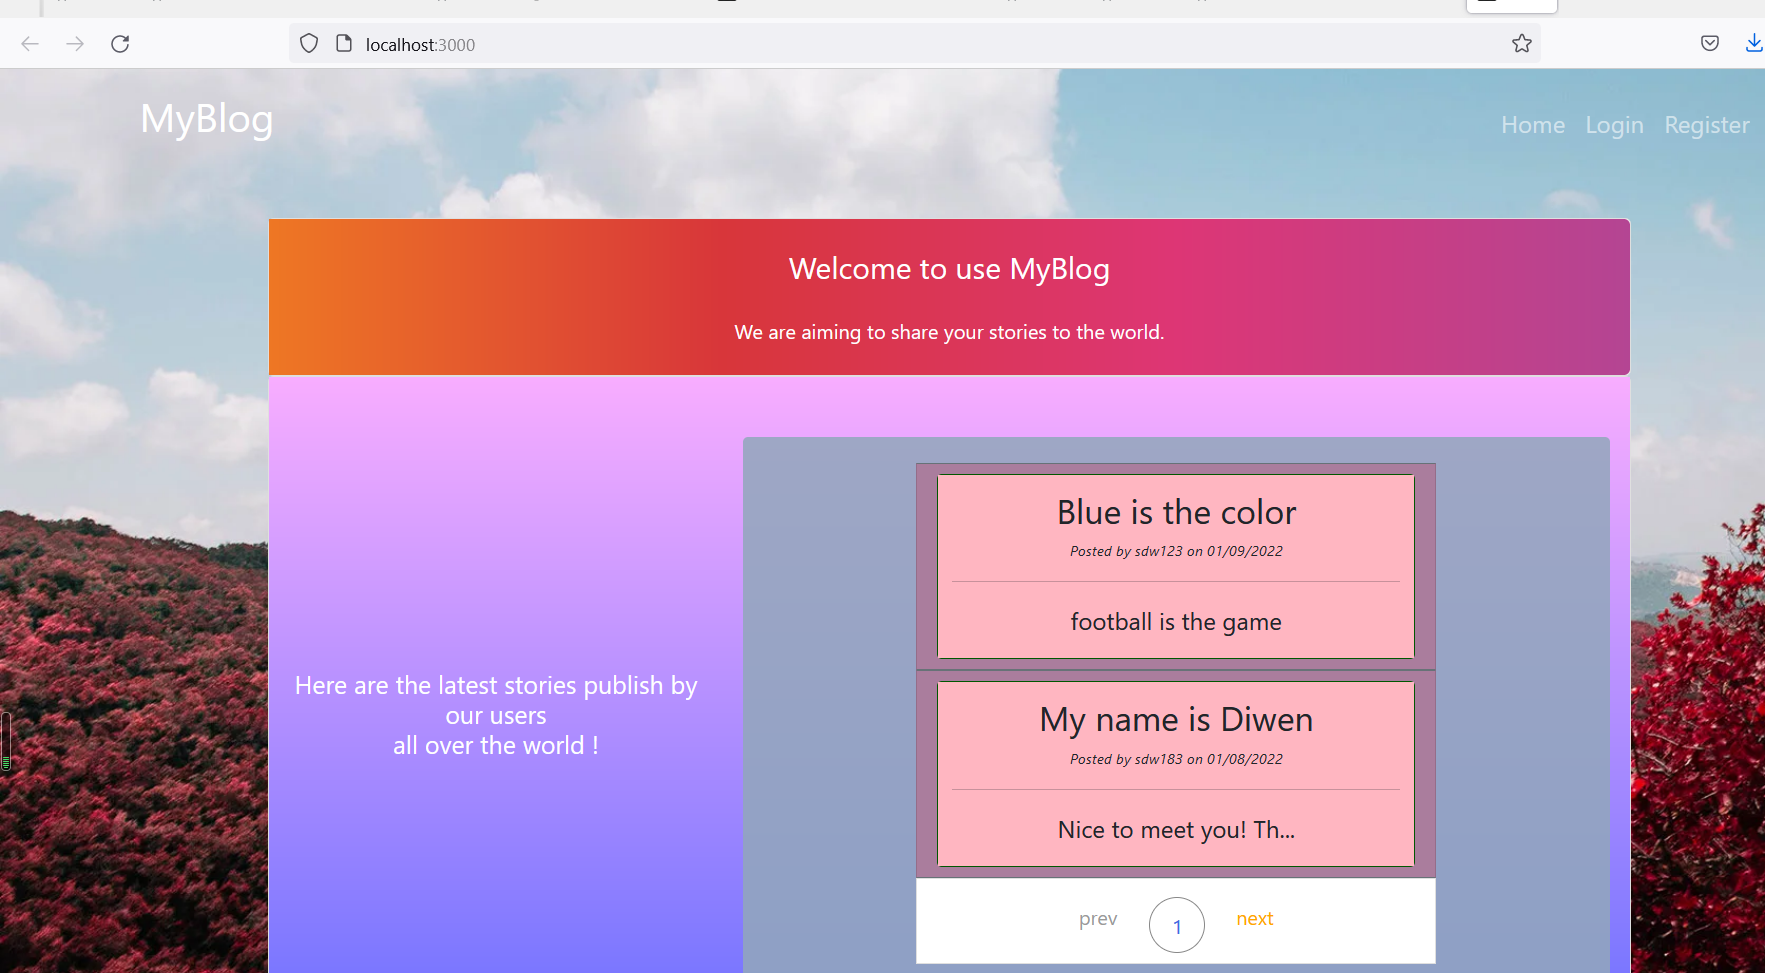 localhost:3000
MyBlog
Home Login Register
Welcome to use MyBlog
We are aiming to share your stories to the world.
Here are the latest stories publish by
our users
all over the world !
Blue is the color
Posted by sdw123 on 01/09/2022
football is the game
My name is Diwen
Posted by sdw183 on 01/08/2022
Nice to meet you! Th...
prev 1 next